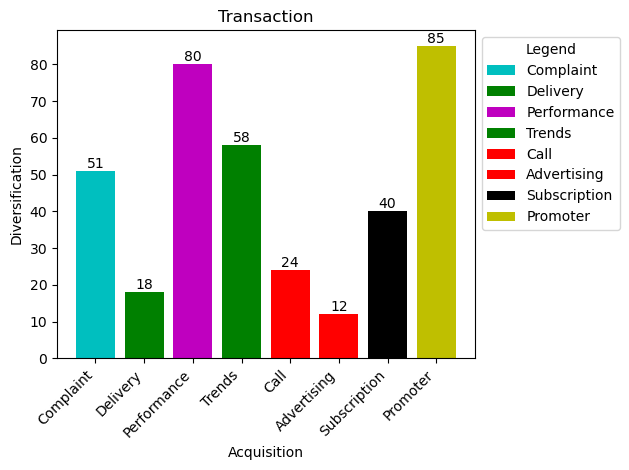 Transaction
Diversification
80
70
60
50
40
30
20
10
0
51
18
80
58
24
12
40
85
Complaint
Delivery
Performance
Trends
Call
Advertising
Subscription
Promoter
Acquisition
Legend
Complaint
Delivery
Performance
Trends
Call
Advertising
Subscription
Promoter